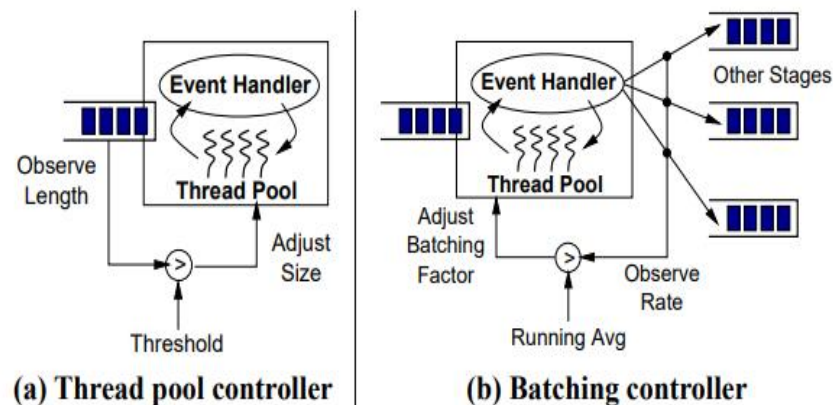 Event Handler
Thread Pool
Observe
Length
Adjust
Size
>
Threshold
(a) Thread pool controller
Event Handler
Other Stages
Thread Pool
Adjust
Batching
Factor
>
Observe
Rate
Running Avg
(b) Batching controller